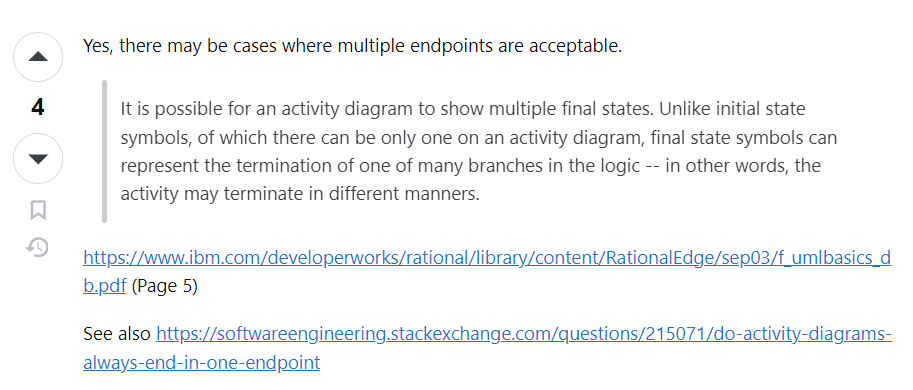 Yes, there may be cases where multiple endpoints are acceptable.
4
It is possible for an activity diagram to show multiple final states. Unlike initial state
symbols, of which there can be only one on an activity diagram, final state symbols can
represent the termination of one of many branches in the logic -- in other words, the
activity may terminate in different manners.
https://www.ibm.com/developerworks/rational/library/content/RationalEdge/sep03/f_umlbasics_d
b.pdf (Page 5)
See also https://softwareengineering.stackexchange.com/questions/215071/do-activity-diagrams-
always-end-in-one-endpoint